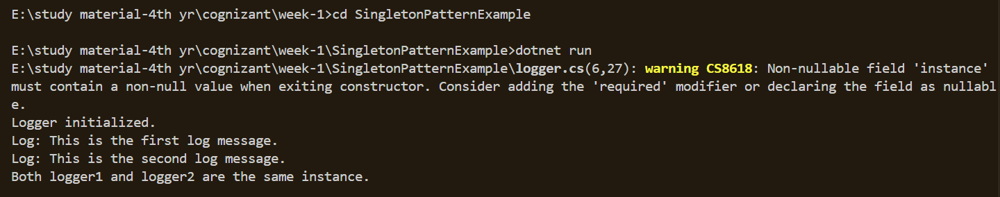 E:\study material-4th yr\cognizant\week-1>cd SingletonPatternExample
E:\study material-4th yr\cognizant\week-1\SingletonPatternExample>dotnet run
E:\study material-4th yr\cognizant\week-1\SingletonPatternExample\logger.cs(6,27): warning CS8618: Non-nullable field 'instance'
must contain a non-null value when exiting constructor. Consider adding the 'required' modifier or declaring the field as nullabl
e.
Logger initialized.
Log: This is the first log message.
Log: This is the second log message.
Both logger1 and logger2 are the same instance.